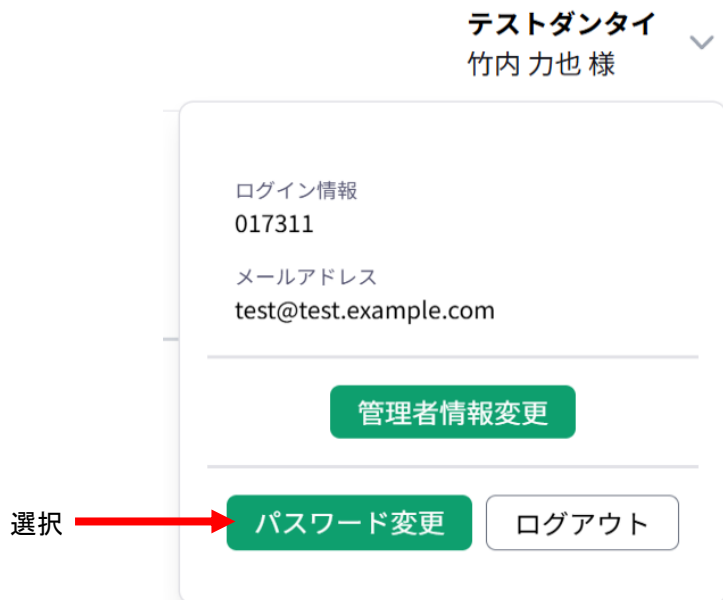 テストダンタイ
竹内 力也 様
ログイン情報
017311
メールアドレス
test@test.example.com
管理者情報変更
選択
パスワード変更
ログアウト